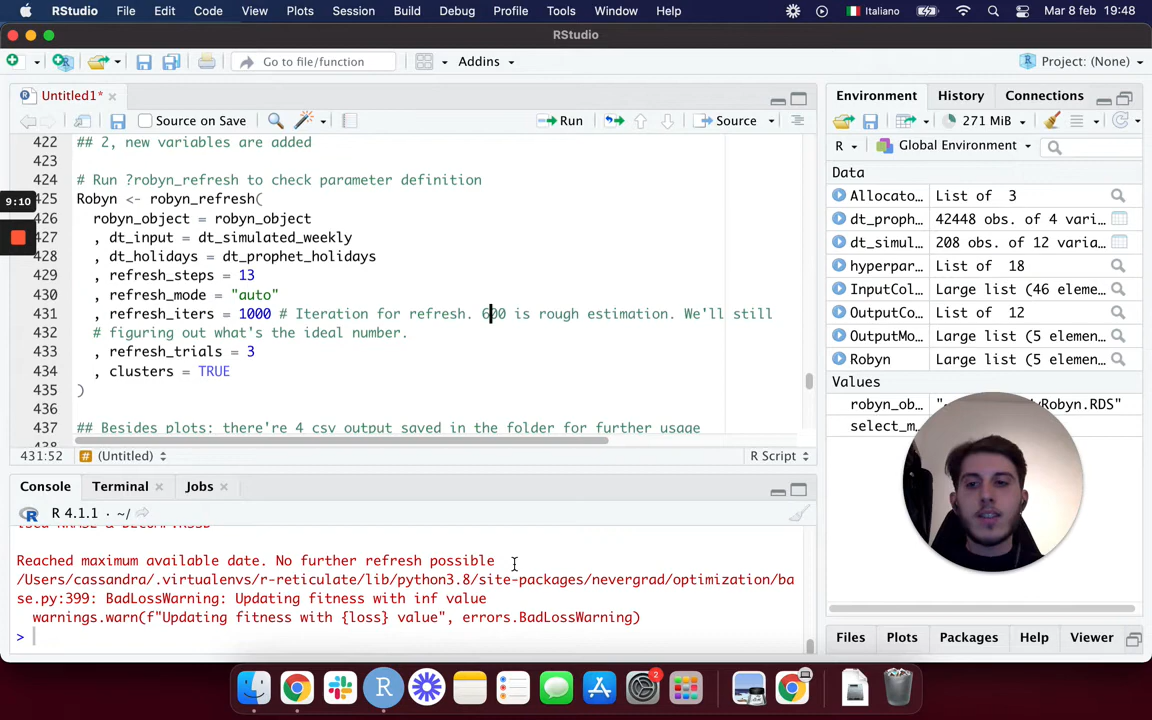 RStudio File Edit Code View Plots Session Build Debug Profile Tools Window Help Italiano Mar 8 feb 19:48
RStudio
Go to file/function Addins Project: (None)
Untitled1*
Source on Save Run Source
422 ## 2, new variables are added
423
424 # Run ?robyn_refresh to check parameter definition
425 Robyn <- robyn_refresh(
426 robyn_object = robyn_object
427 , dt_input = dt_simulated_weekly
428 , dt_holidays = dt_prophet_holidays
429 , refresh_steps = 13
430 , refresh_mode = "auto"
431 , refresh_iters = 1000 # Iteration for refresh. 600 is rough estimation. We'll still
432 # figuring out what's the ideal number.
433 , refresh_trials = 3
434 , clusters = TRUE
435 )
436
437 ## Besides plots: there're 4 csv output saved in the folder for further usage
9:10
431:52 (Untitled) R Script
Console Terminal Jobs
R 4.1.1 · ~/
Reached maximum available date. No further refresh possible
/Users/cassandra/.virtualenvs/r-reticulate/lib/python3.8/site-packages/nevergrad/optimization/ba
se.py:399: BadLossWarning: Updating fitness with inf value
warnings.warn(f"Updating fitness with {loss} value", errors.BadLossWarning)
>
Environment History Connections
271 MiB
R Global Environment
Data
Allocato… List of 3
dt_proph… 42448 obs. of 4 vari…
dt_simul… 208 obs. of 12 varia…
hyperpar… List of 18
InputCol… Large list (46 eleme…
OutputCo… List of 12
OutputMo… Large list (5 elemen…
Robyn Large list (5 elemen…
Values
robyn_ob… Robyn.RDS"
select_m…
Files Plots Packages Help Viewer
2